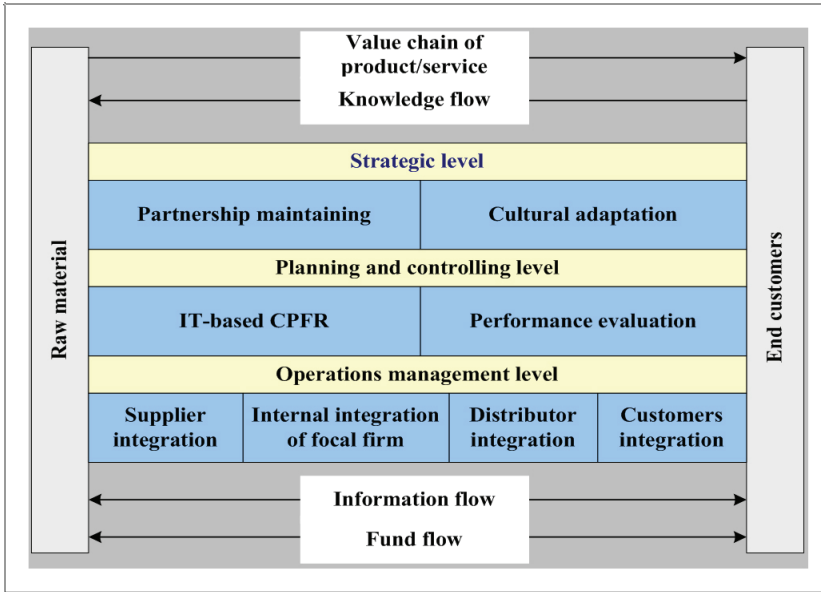 Value chain of
product/service
Knowledge flow
Raw material
End customers
Strategic level
Partnership maintaining
Cultural adaptation
Planning and controlling level
IT-based CPFR
Performance evaluation
Operations management level
Supplier
integration
Internal integration
of focal firm
Distributor
integration
Customers
integration
Information flow
Fund flow